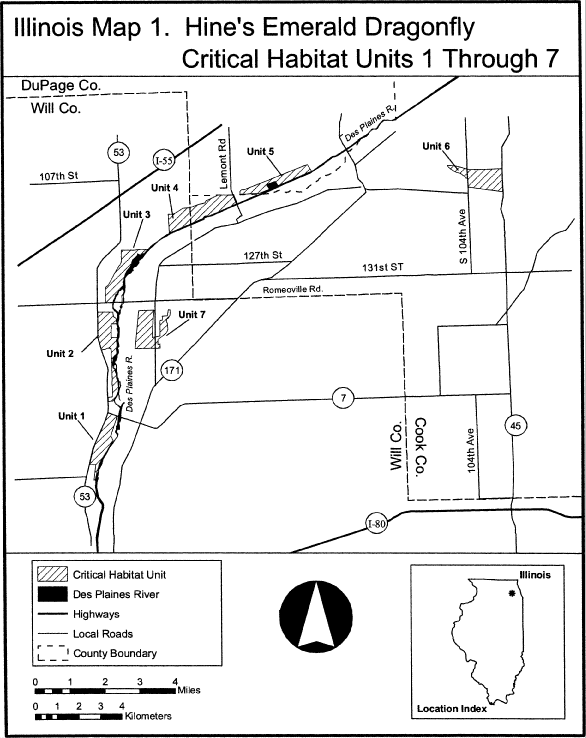 Illinois Map 1.  Hine's Emerald Dragonfly
Critical Habitat Units 1 Through 7
DuPage Co.
Will Co.
Des Plaines R.
53
I-55
Lemont Rd
Unit 5
Unit 6
107th St
Unit 4
Unit 3
S 104th Ave
127th St
131st ST
Romeoville Rd.
Unit 7
Unit 2
Des Plaines R.
171
7
Unit 1
Will Co.
Cook Co.
104th Ave
45
53
I-80
Critical Habitat Unit
Des Plaines River
Highways
Local Roads
County Boundary
0 1 2 3 4
Miles
0 1 2 3 4
Kilometers
Illinois
Location Index